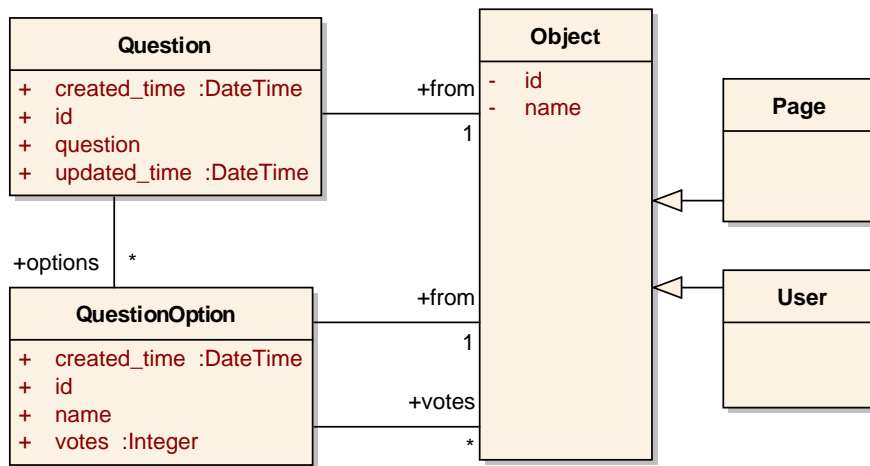 Question
+ created_time :DateTime
+ id
+ question
+ updated_time :DateTime
+from
1
Object
- id
- name
Page
+options *
QuestionOption
+ created_time :DateTime
+ id
+ name
+ votes :Integer
+from
1
+votes
*
User